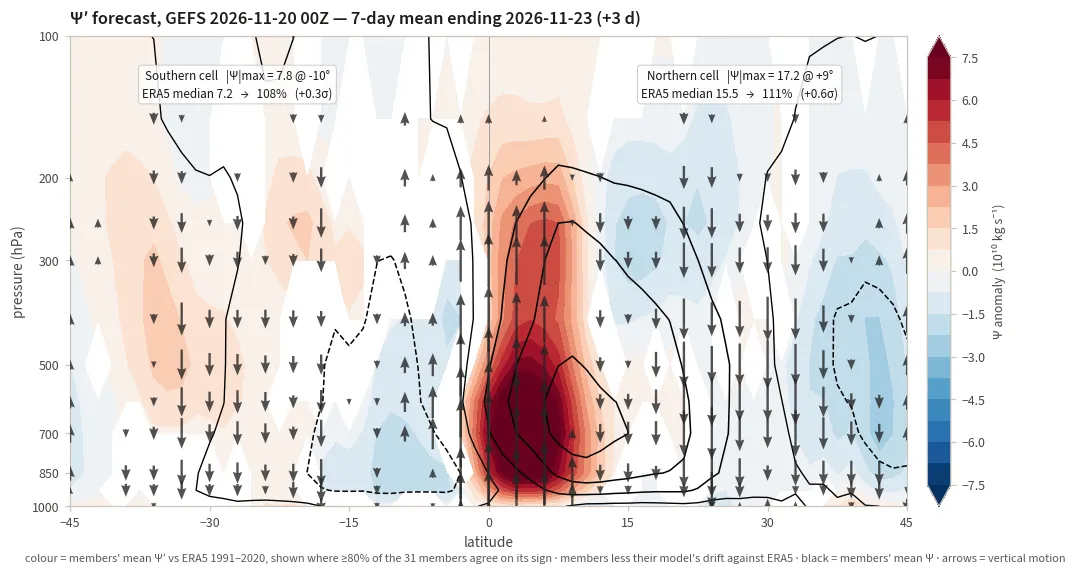 Ψ′ forecast, GEFS 2026-11-20 00Z — 7-day mean ending 2026-11-23 (+3 d)
Southern cell |Ψ|max = 7.8 @ -10°
ERA5 median 7.2 → 108% (+0.3σ)
Northern cell |Ψ|max = 17.2 @ +9°
ERA5 median 15.5 → 111% (+0.6σ)
pressure (hPa)
100
200
300
500
700
850
1000
−45
−30
−15
0
15
30
45
latitude
7.5
6.0
4.5
3.0
1.5
0.0
−1.5
−3.0
−4.5
−6.0
−7.5
Ψ anomaly (10¹⁰ kg s⁻¹)
colour = members' mean Ψ′ vs ERA5 1991–2020, shown where ≥80% of the 31 members agree on its sign · members less their model's drift against ERA5 · black = members' mean Ψ · arrows = vertical motion